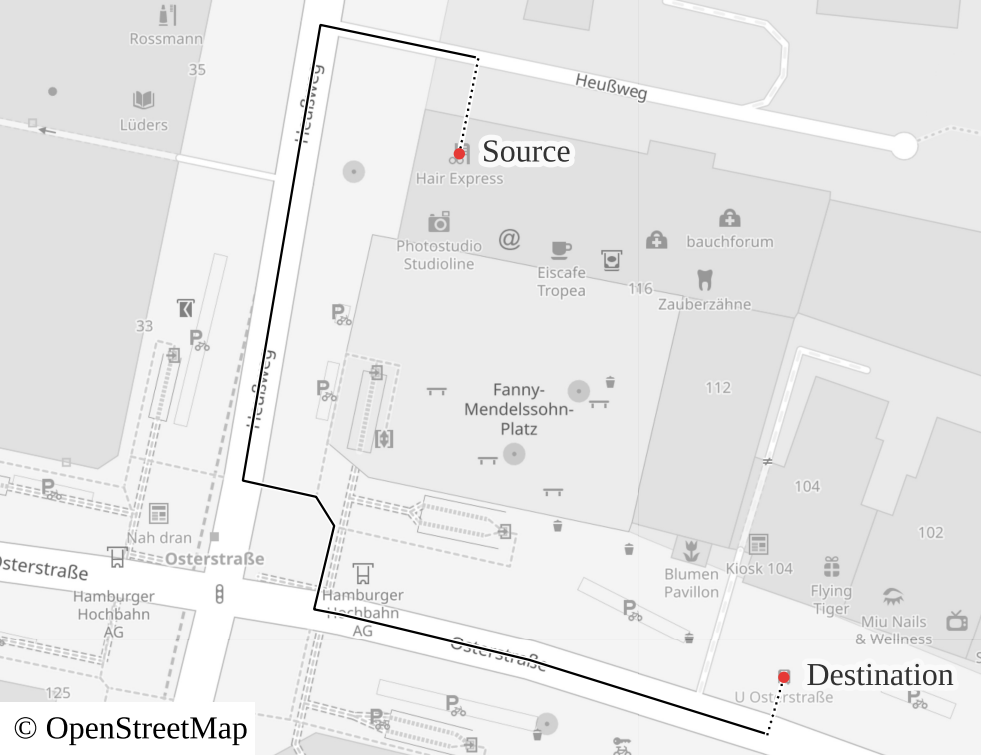 Rossmann
35
Lüders
Heußweg
Heußweg
Source
Hair Express
Photostudio
Studioline
@
Eiscafe
Tropea
bauchforum
116
Zauberzähne
33
Heußweg
Fanny-
Mendelssohn-
Platz
112
104
102
Nah dran
Osterstraße
Osterstraße
Hamburger
Hochbahn
AG
Hamburger
Hochbahn
AG
Blumen
Pavillon
Kiosk 104
Flying
Tiger
Miu Nails
& Wellness
Osterstraße
Destination
U Osterstraße
125
© OpenStreetMap